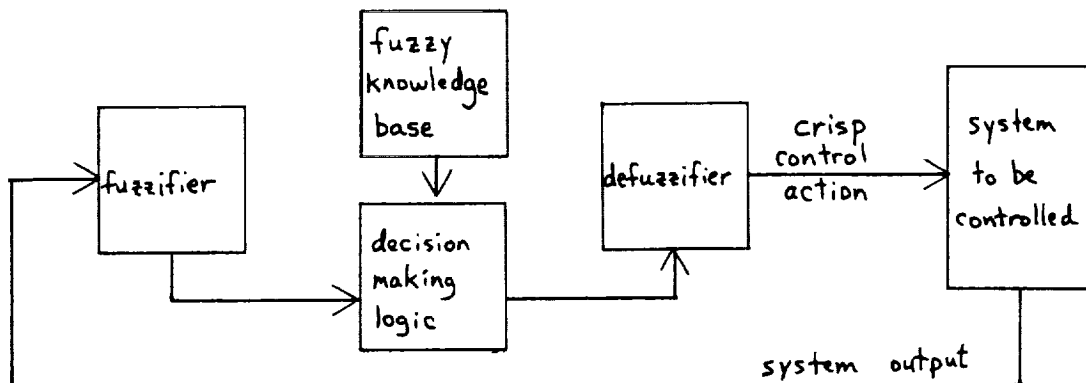 fuzzy
knowledge
base
fuzzifier
decision
making
logic
defuzzifier
crisp
control
action
system
to be
controlled
system output